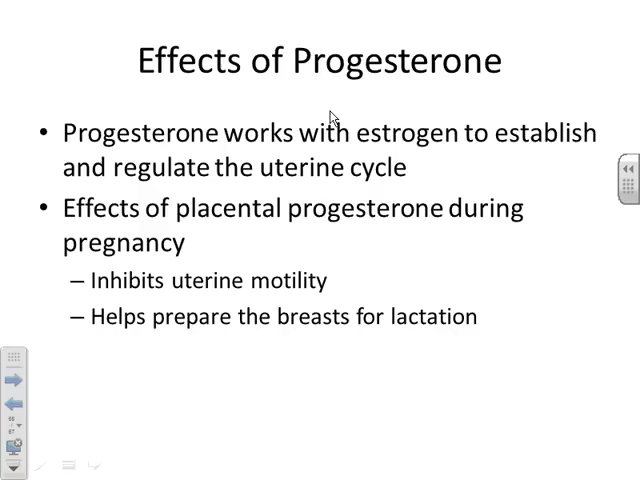 Effects of Progesterone
• Progesterone works with estrogen to establish
and regulate the uterine cycle
• Effects of placental progesterone during
pregnancy
– Inhibits uterine motility
– Helps prepare the breasts for lactation